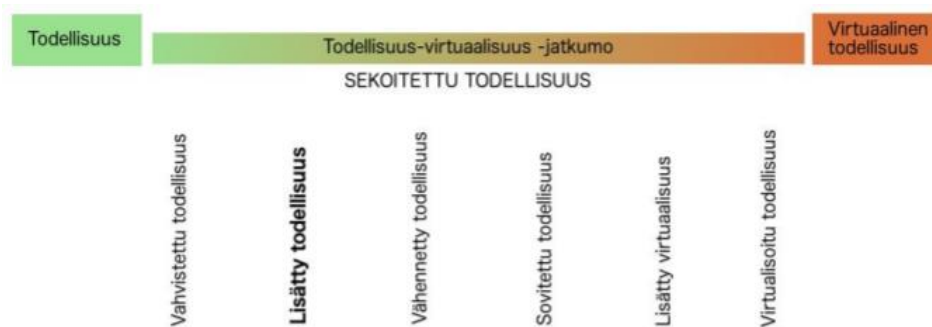 Todellisuus
Todellisuus-virtuaalisuus -jatkumo
Virtuaalinen
todellisuus
SEKOITETTU TODELLISUUS
Vahvistettu todellisuus
Lisätty todellisuus
Vähennetty todellisuus
Sovitettu todellisuus
Lisätty virtuaalisuus
Virtualisoitu todellisuus